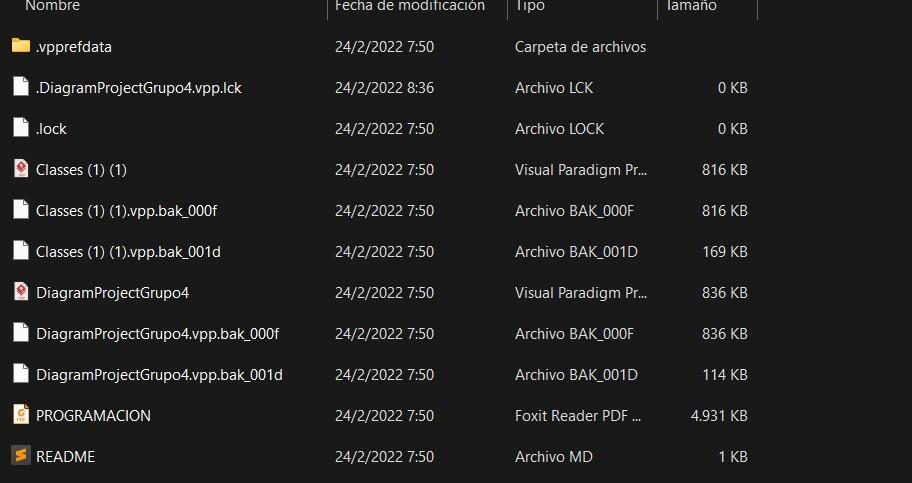 Nombre Fecha de modificación Tipo Tamaño
.vpprefdata 24/2/2022 7:50 Carpeta de archivos
.DiagramProjectGrupo4.vpp.lck 24/2/2022 8:36 Archivo LCK 0 KB
.lock 24/2/2022 7:50 Archivo LOCK 0 KB
Classes (1) (1) 24/2/2022 7:50 Visual Paradigm Pr... 816 KB
Classes (1) (1).vpp.bak_000f 24/2/2022 7:50 Archivo BAK_000F 816 KB
Classes (1) (1).vpp.bak_001d 24/2/2022 7:50 Archivo BAK_001D 169 KB
DiagramProjectGrupo4 24/2/2022 7:50 Visual Paradigm Pr... 836 KB
DiagramProjectGrupo4.vpp.bak_000f 24/2/2022 7:50 Archivo BAK_000F 836 KB
DiagramProjectGrupo4.vpp.bak_001d 24/2/2022 7:50 Archivo BAK_001D 114 KB
PROGRAMACION 24/2/2022 7:50 Foxit Reader PDF ... 4.931 KB
README 24/2/2022 7:50 Archivo MD 1 KB